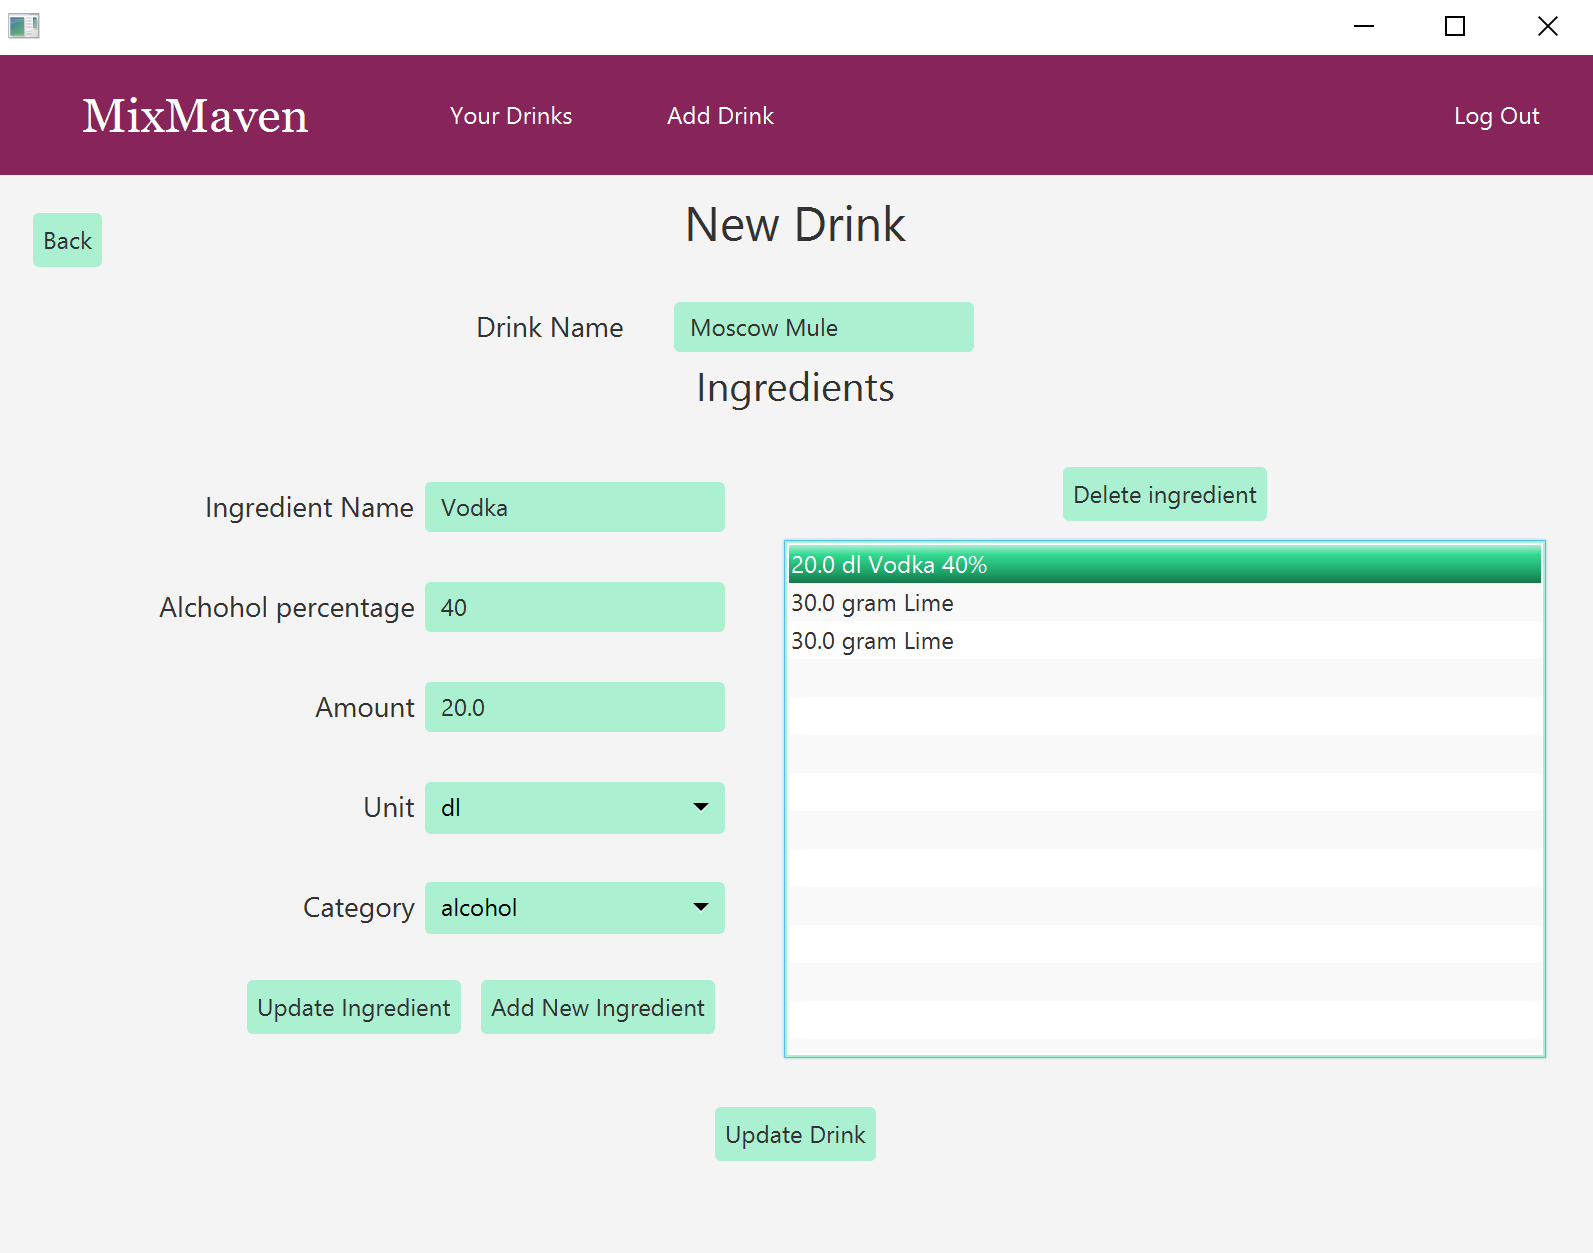 MixMaven
Your Drinks
Add Drink
Log Out
Back
New Drink
Drink Name
Moscow Mule
Ingredients
Ingredient Name
Vodka
Alchohol percentage
40
Amount
20.0
Unit
dl
Category
alcohol
Update Ingredient
Add New Ingredient
Delete ingredient
20.0 dl Vodka 40%
30.0 gram Lime
30.0 gram Lime
Update Drink